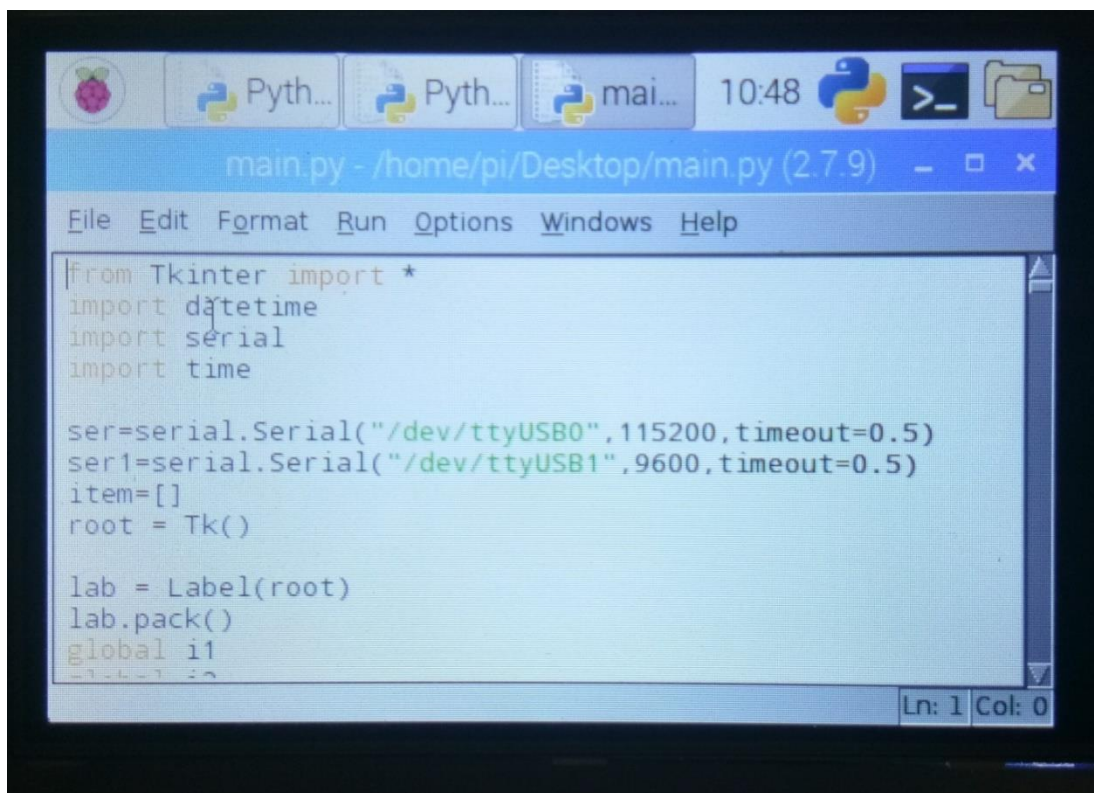 Pyth... Pyth... mai... 10:48 >_
main.py - /home/pi/Desktop/main.py (2.7.9)
File Edit Format Run Options Windows Help
from Tkinter import *
import datetime
import serial
import time
ser=serial.Serial("/dev/ttyUSB0",115200,timeout=0.5)
ser1=serial.Serial("/dev/ttyUSB1",9600,timeout=0.5)
item=[]
root = Tk()
lab = Label(root)
lab.pack()
global i1
Ln: 1 Col: 0